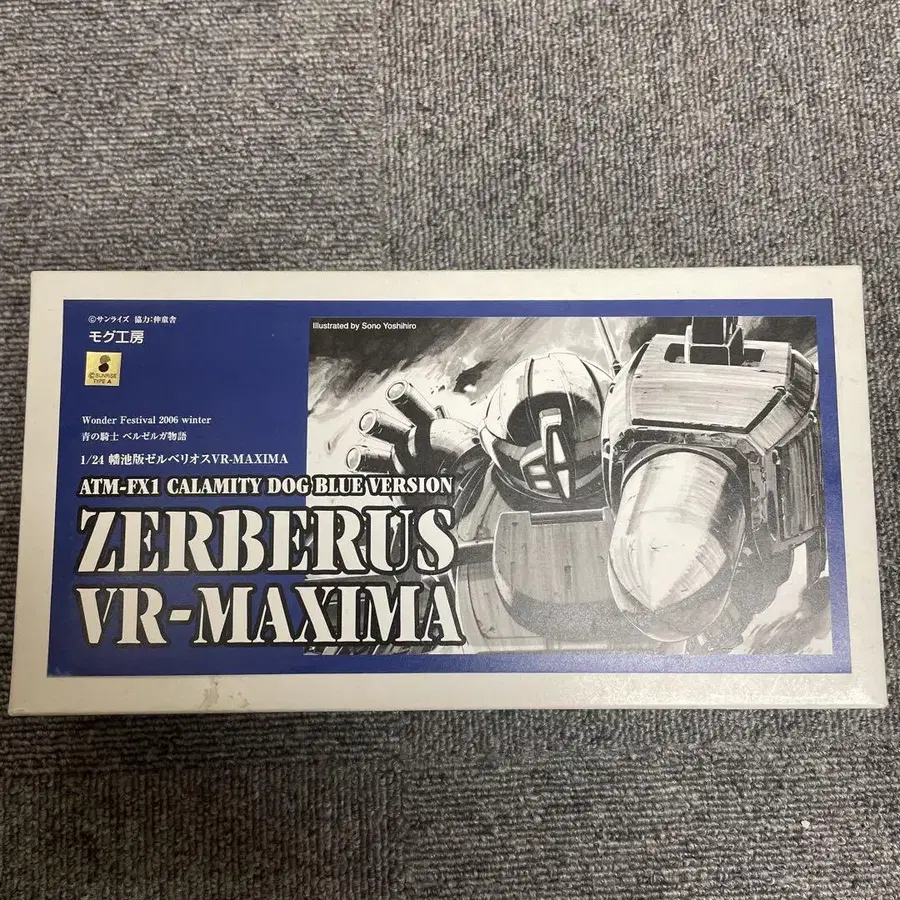 ©サンライズ 協力:伸童舎
モグ工房
©SUNRISE
TYPE A
Wonder Festival 2006 winter
青の騎士 ベルゼルガ物語
1/24 幡池版ゼルベリオスVR-MAXIMA
ATM-FX1 CALAMITY DOG BLUE VERSION
ZERBERUS
VR-MAXIMA
Illustrated by Sono Yoshihiro